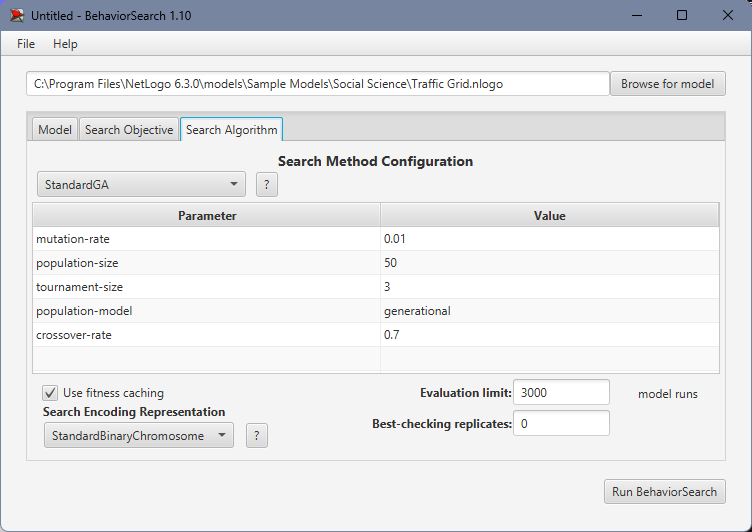 Untitled - BehaviorSearch 1.10
File Help
C:\Program Files\NetLogo 6.3.0\models\Sample Models\Social Science\Traffic Grid.nlogo Browse for model
Model Search Objective Search Algorithm
Search Method Configuration
StandardGA ?
Parameter Value
mutation-rate 0.01
population-size 50
tournament-size 3
population-model generational
crossover-rate 0.7
Use fitness caching Evaluation limit: 3000 model runs
Search Encoding Representation Best-checking replicates: 0
StandardBinaryChromosome ?
Run BehaviorSearch